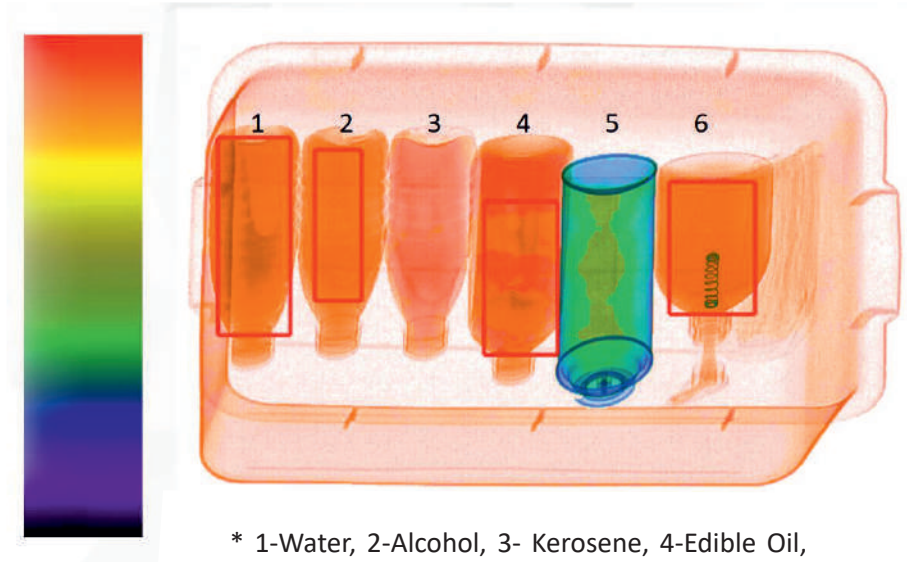 1 2 3 4 5 6
* 1-Water, 2-Alcohol, 3- Kerosene, 4-Edible Oil,